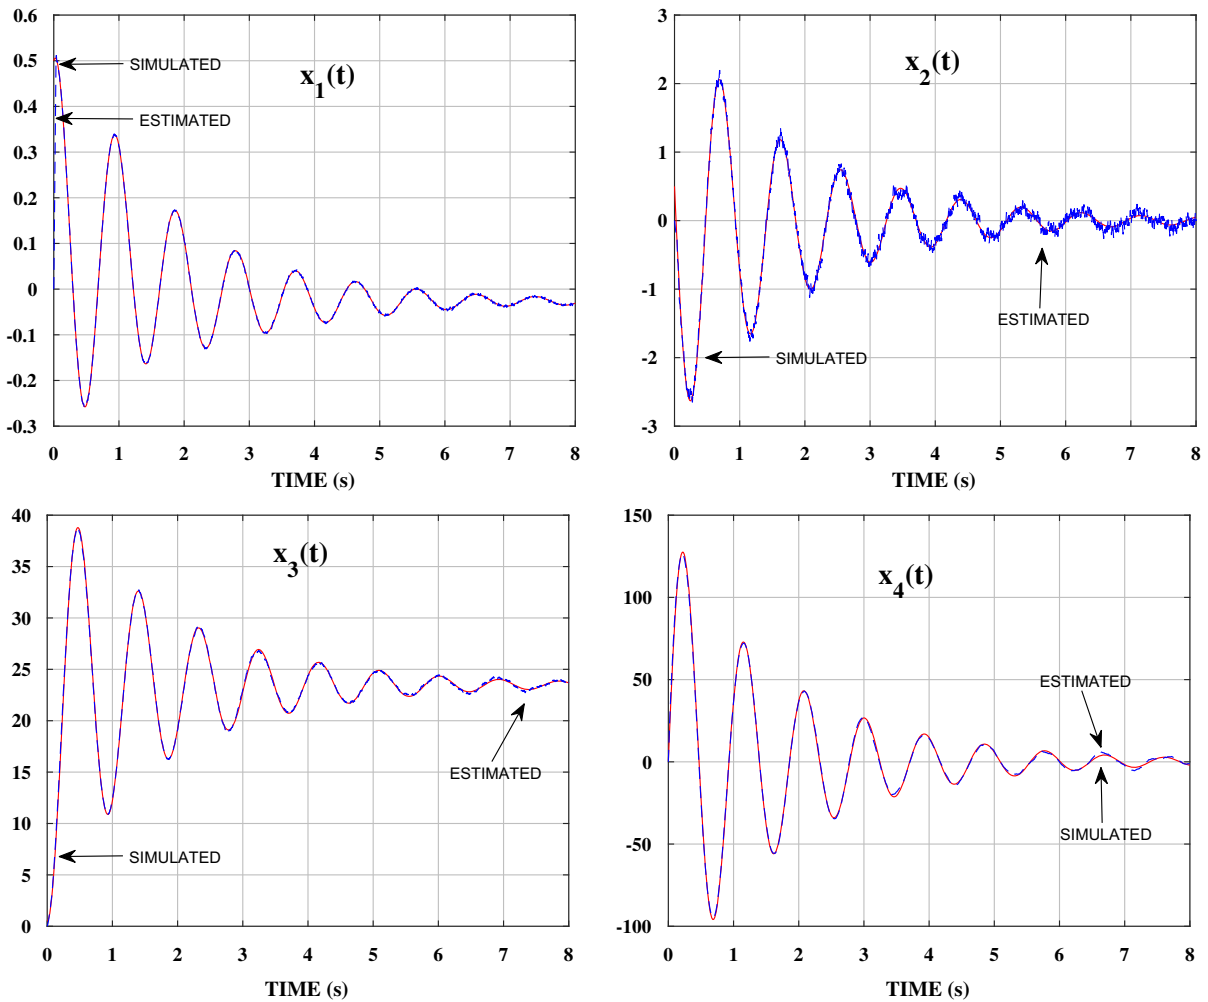 0.6
0.5
0.4
0.3
0.2
0.1
0
-0.1
-0.2
-0.3
0 1 2 3 4 5 6 7 8
TIME (s)
x1(t)
SIMULATED
ESTIMATED
3
2
1
0
-1
-2
-3
0 1 2 3 4 5 6 7 8
TIME (s)
x2(t)
ESTIMATED
SIMULATED
40
35
30
25
20
15
10
5
0
0 1 2 3 4 5 6 7 8
TIME (s)
x3(t)
ESTIMATED
SIMULATED
150
100
50
0
-50
-100
0 1 2 3 4 5 6 7 8
TIME (s)
x4(t)
ESTIMATED
SIMULATED